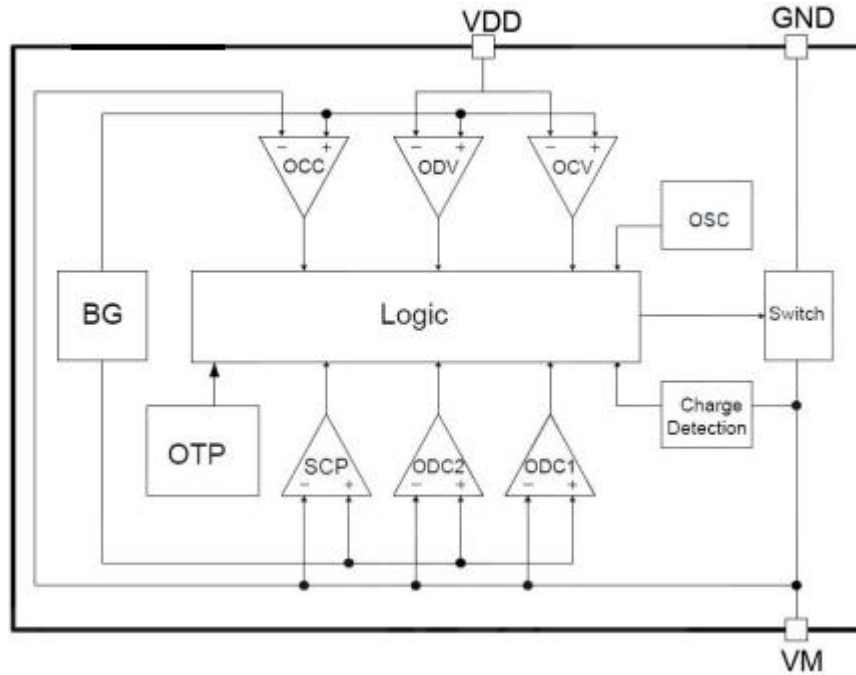 VDD
GND
− +
OCC
− +
ODV
− +
OCV
OSC
BG
Logic
Switch
OTP
Charge
Detection
SCP
− +
ODC2
− +
ODC1
− +
VM